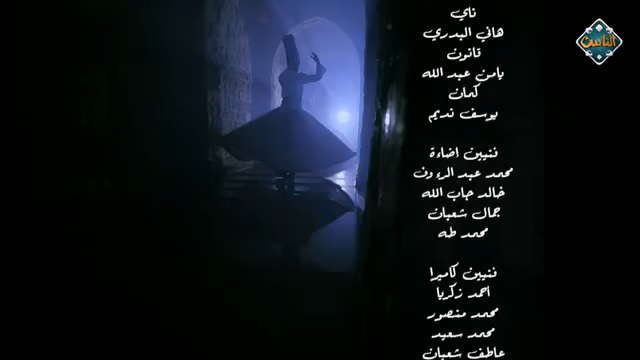 ناي
هاني البدري
قانون
يامن عبد الله
كمان
يوسف نديم
فنيين اضاءة
محمد عبد الرءوف
خالد جاب الله
جمال شعبان
محمد طه
فنيين كاميرا
احمد زكريا
محمد منصور
محمد سعيد
عاطف شعبان
الناس